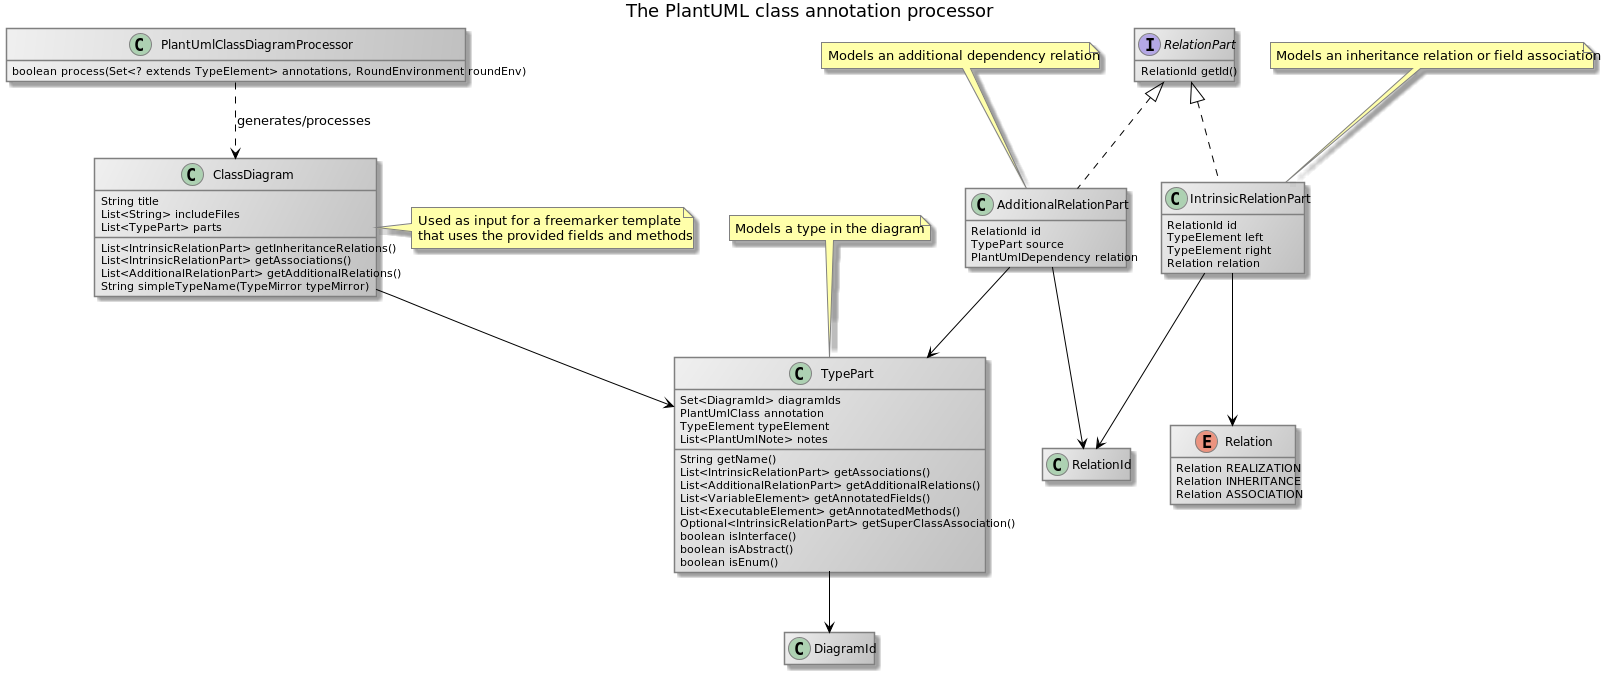 The PlantUML class annotation processor
C PlantUmlClassDiagramProcessor
boolean process(Set<? extends TypeElement> annotations, RoundEnvironment roundEnv)
generates/processes
Models an additional dependency relation
I RelationPart
RelationId getId()
Models an inheritance relation or field association
C ClassDiagram
String title
List<String> includeFiles
List<TypePart> parts
List<IntrinsicRelationPart> getInheritanceRelations()
List<IntrinsicRelationPart> getAssociations()
List<AdditionalRelationPart> getAdditionalRelations()
String simpleTypeName(TypeMirror typeMirror)
Used as input for a freemarker template
that uses the provided fields and methods
Models a type in the diagram
C AdditionalRelationPart
RelationId id
TypePart source
PlantUmlDependency relation
C IntrinsicRelationPart
RelationId id
TypeElement left
TypeElement right
Relation relation
C TypePart
Set<DiagramId> diagramIds
PlantUmlClass annotation
TypeElement typeElement
List<PlantUmlNote> notes
String getName()
List<IntrinsicRelationPart> getAssociations()
List<AdditionalRelationPart> getAdditionalRelations()
List<VariableElement> getAnnotatedFields()
List<ExecutableElement> getAnnotatedMethods()
Optional<IntrinsicRelationPart> getSuperClassAssociation()
boolean isInterface()
boolean isAbstract()
boolean isEnum()
C RelationId
E Relation
Relation REALIZATION
Relation INHERITANCE
Relation ASSOCIATION
C DiagramId